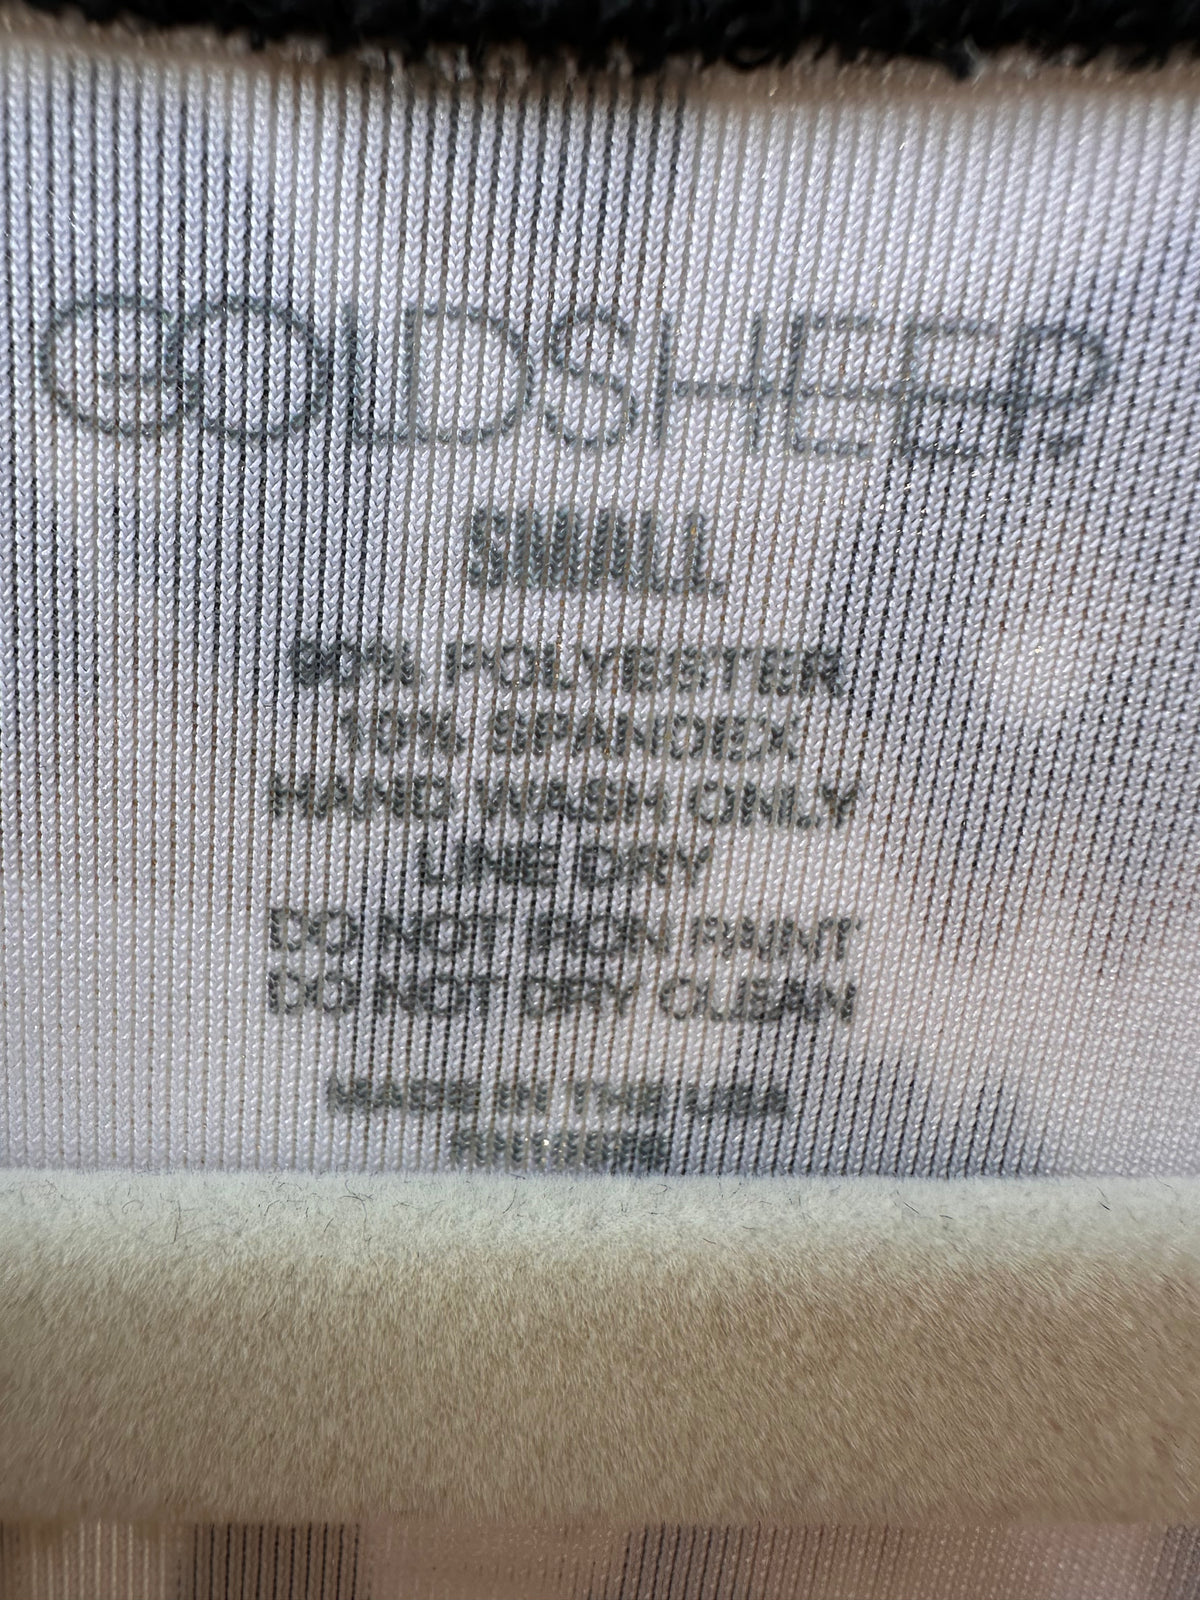 GOLDSHEEP.
SMALL
90% POLYESTER
10% SPANDEX
HAND WASH ONLY
LINE DRY
DO NOT IRON PAINT
DO NOT DRY CLEAN
MADE IN THE USA